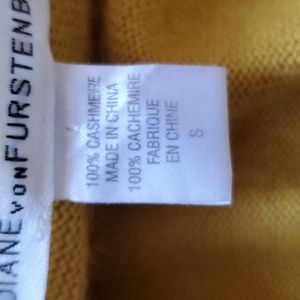 DIANE VON FURSTENB
100% CASHMERE
MADE IN CHINA
100% CACHEMIRE
FABRIQUE
EN CHINE
S